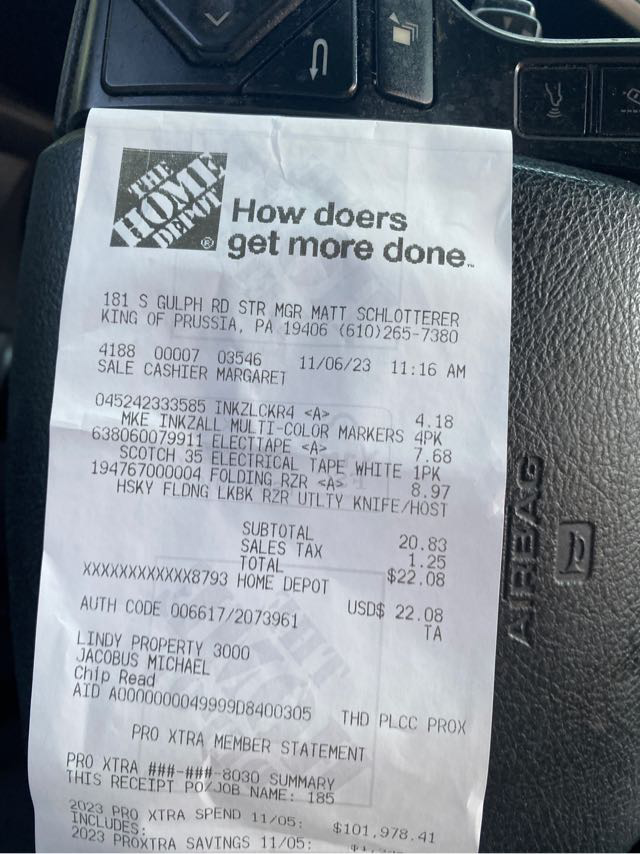 THE
HOME
DEPOT
How doers
get more done.
181 S GULPH RD STR MGR MATT SCHLOTTERER
KING OF PRUSSIA, PA 19406 (610)265-7380
4188 00007 03546 11/06/23 11:16 AM
SALE CASHIER MARGARET
045242333585 INKZLCKR4 <A> 4.18
MKE INKZALL MULTI-COLOR MARKERS 4PK
638060079911 ELECTTAPE <A> 7.68
SCOTCH 35 ELECTRICAL TAPE WHITE 1PK
194767000004 FOLDING RZR <A> 8.97
HSKY FLDNG LKBK RZR UTLTY KNIFE/HOST
SUBTOTAL 20.83
SALES TAX 1.25
TOTAL $22.08
XXXXXXXXXXXX8793 HOME DEPOT
USD$ 22.08
AUTH CODE 006617/2073961 TA
LINDY PROPERTY 3000
JACOBUS MICHAEL
Chip Read
AID A0000000049999D8400305 THD PLCC PROX
PRO XTRA MEMBER STATEMENT
PRO XTRA ###-###-8030 SUMMARY
THIS RECEIPT PO/JOB NAME: 185
2023 PRO XTRA SPEND 11/05: $101,978.41
INCLUDES:
2023 PROXTRA SAVINGS 11/05:
AIRBAG